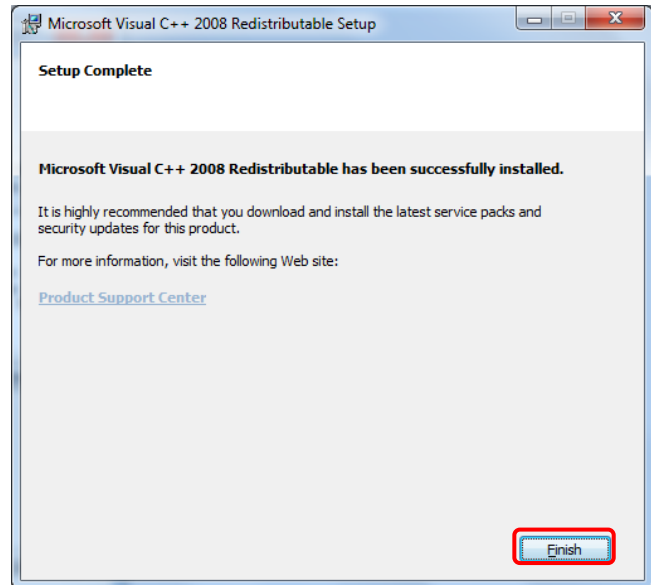 Microsoft Visual C++ 2008 Redistributable Setup
Setup Complete
Microsoft Visual C++ 2008 Redistributable has been successfully installed.
It is highly recommended that you download and install the latest service packs and
security updates for this product.
For more information, visit the following Web site:
Product Support Center
Finish